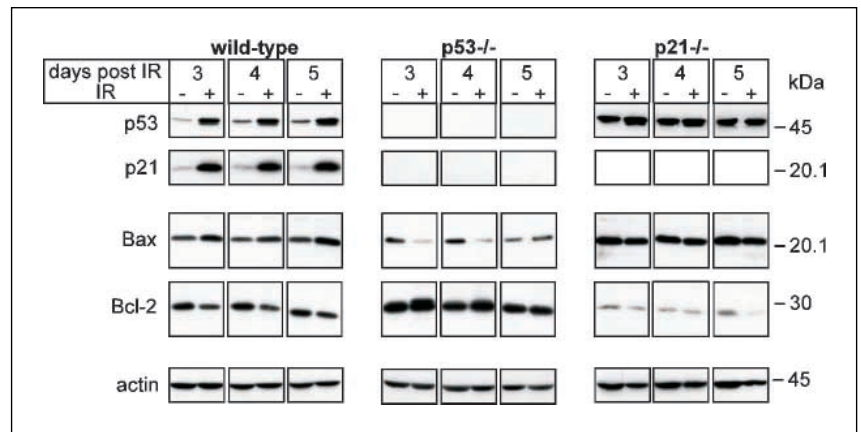 wild-type p53-/- p21-/-
days post IR 3 4 5 3 4 5 3 4 5 kDa
IR - + - + - + - + - + - + - + - + - +
p53 – 45
p21 – 20.1
Bax – 20.1
Bcl-2 – 30
actin – 45